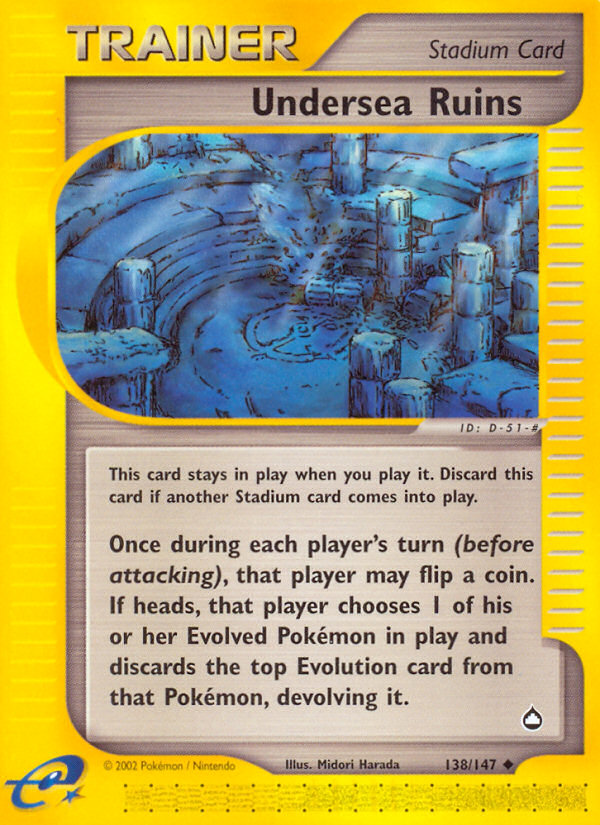 TRAINER
Stadium Card
Undersea Ruins
ID: D-51-#
This card stays in play when you play it. Discard this
card if another Stadium card comes into play.
Once during each player's turn (before
attacking), that player may flip a coin.
If heads, that player chooses 1 of his
or her Evolved Pokémon in play and
discards the top Evolution card from
that Pokémon, devolving it.
© 2002 Pokémon / Nintendo
Illus. Midori Harada
138/147 ◆